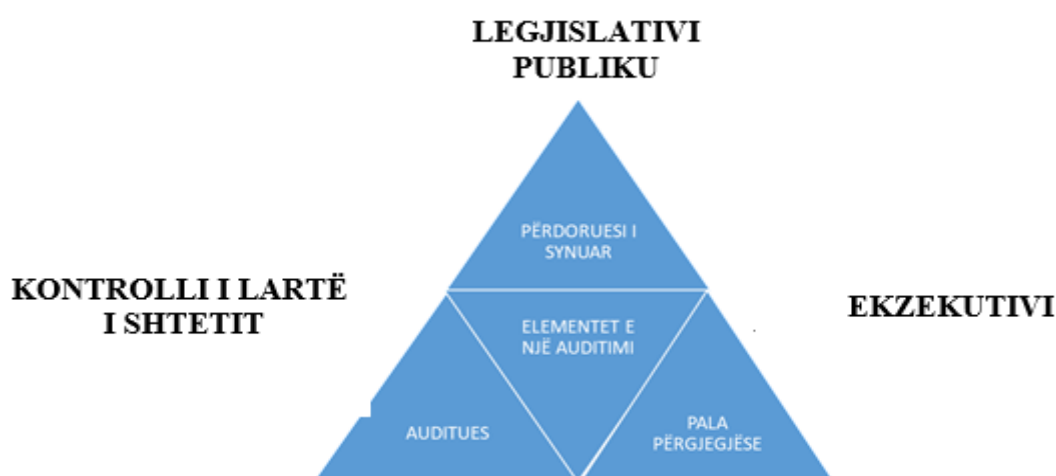 LEGJISLATIVI
PUBLIKU
PËRDORUESI I
SYNUAR
KONTROLLI I LARTË
I SHTETIT
EKZEKUTIVI
ELEMENTET E
NJË AUDITIMI
AUDITUES
PALA
PËRGJEGJËSE